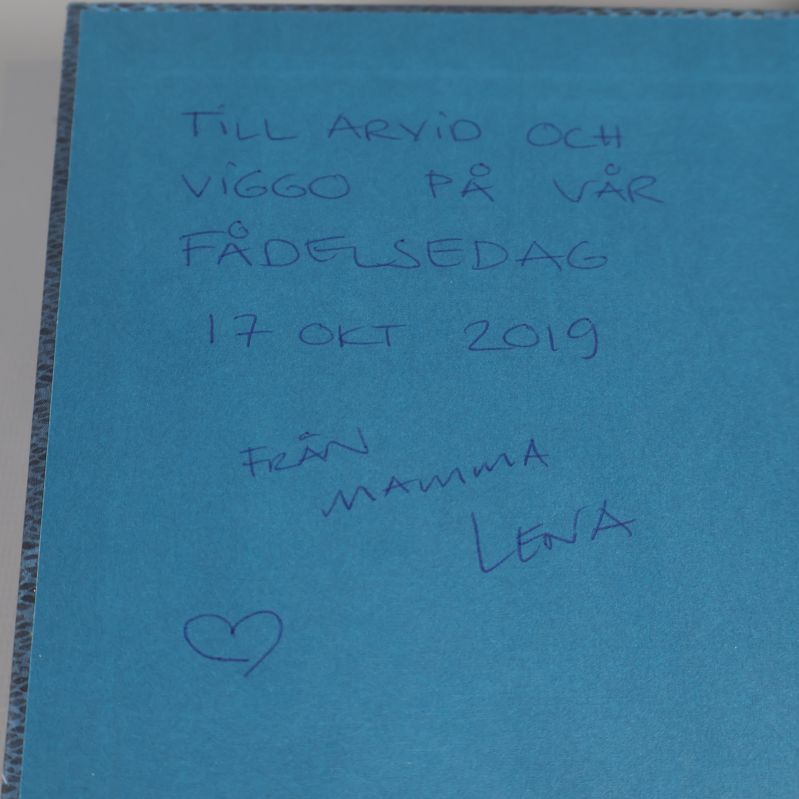 TILL ARVID OCH
VIGGO PÅ VÅR
FÅDELSEDAG
17 OKT 2019
FRÅN
MAMMA
LENA